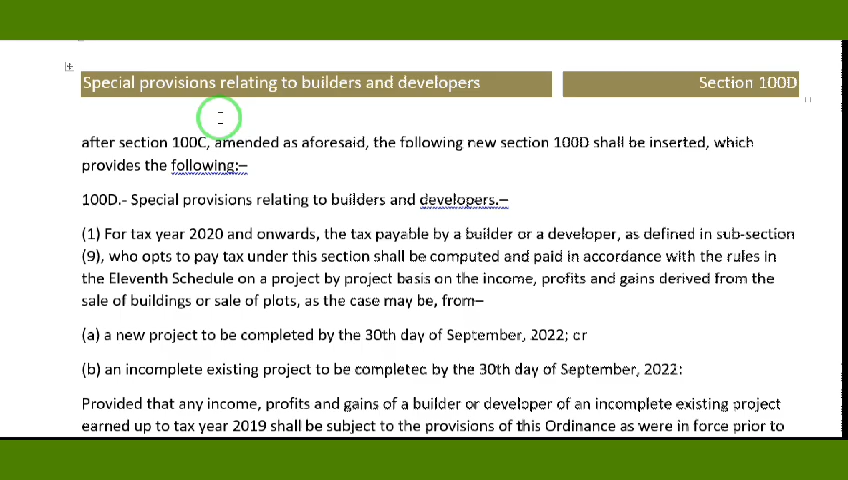 Special provisions relating to builders and developers Section 100D
after section 100C, amended as aforesaid, the following new section 100D shall be inserted, which
provides the following:–
100D.- Special provisions relating to builders and developers.–
(1) For tax year 2020 and onwards, the tax payable by a builder or a developer, as defined in sub-section
(9), who opts to pay tax under this section shall be computed and paid in accordance with the rules in
the Eleventh Schedule on a project by project basis on the income, profits and gains derived from the
sale of buildings or sale of plots, as the case may be, from–
(a) a new project to be completed by the 30th day of September, 2022; or
(b) an incomplete existing project to be completed by the 30th day of September, 2022:
Provided that any income, profits and gains of a builder or developer of an incomplete existing project
earned up to tax year 2019 shall be subject to the provisions of this Ordinance as were in force prior to